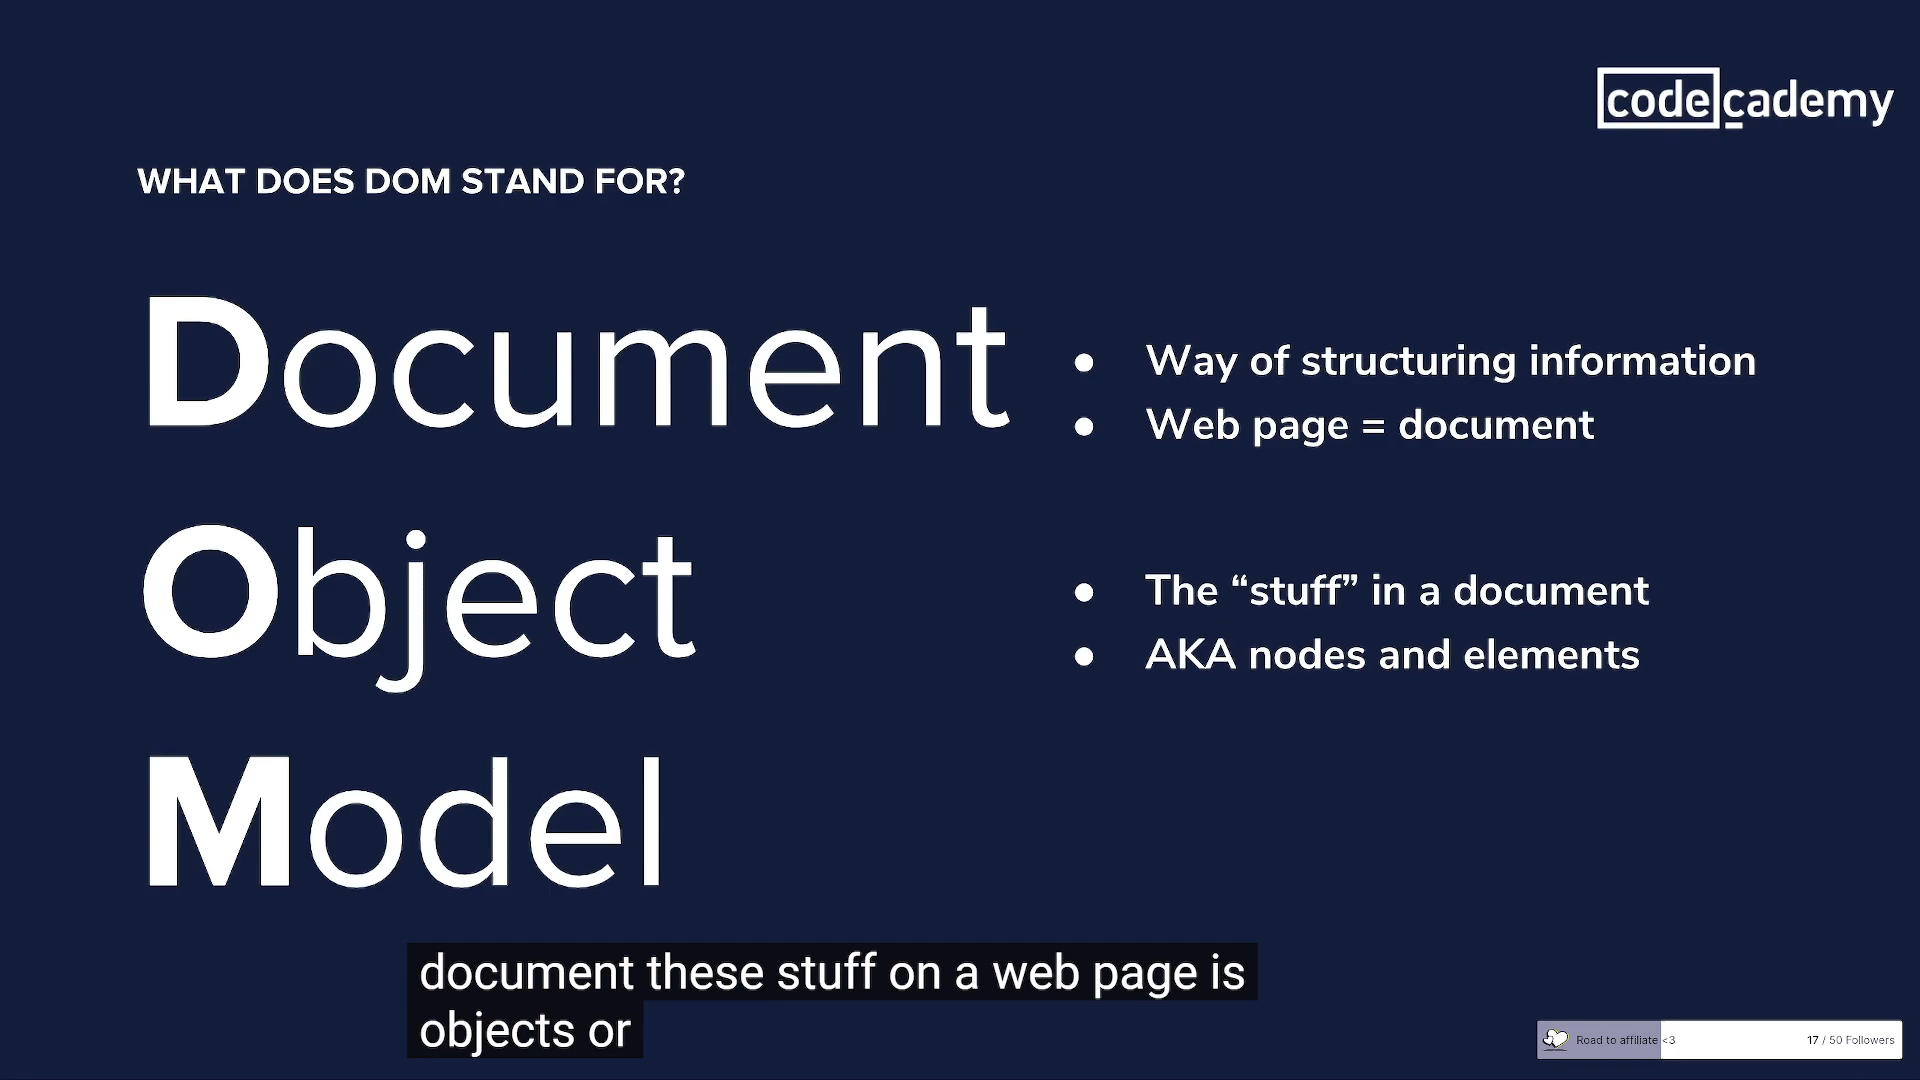 codecademy
WHAT DOES DOM STAND FOR?
Document
● Way of structuring information
● Web page = document
Object
● The “stuff” in a document
● AKA nodes and elements
Model
document these stuff on a web page is
objects or
Road to affiliate <3 17 / 50 Followers